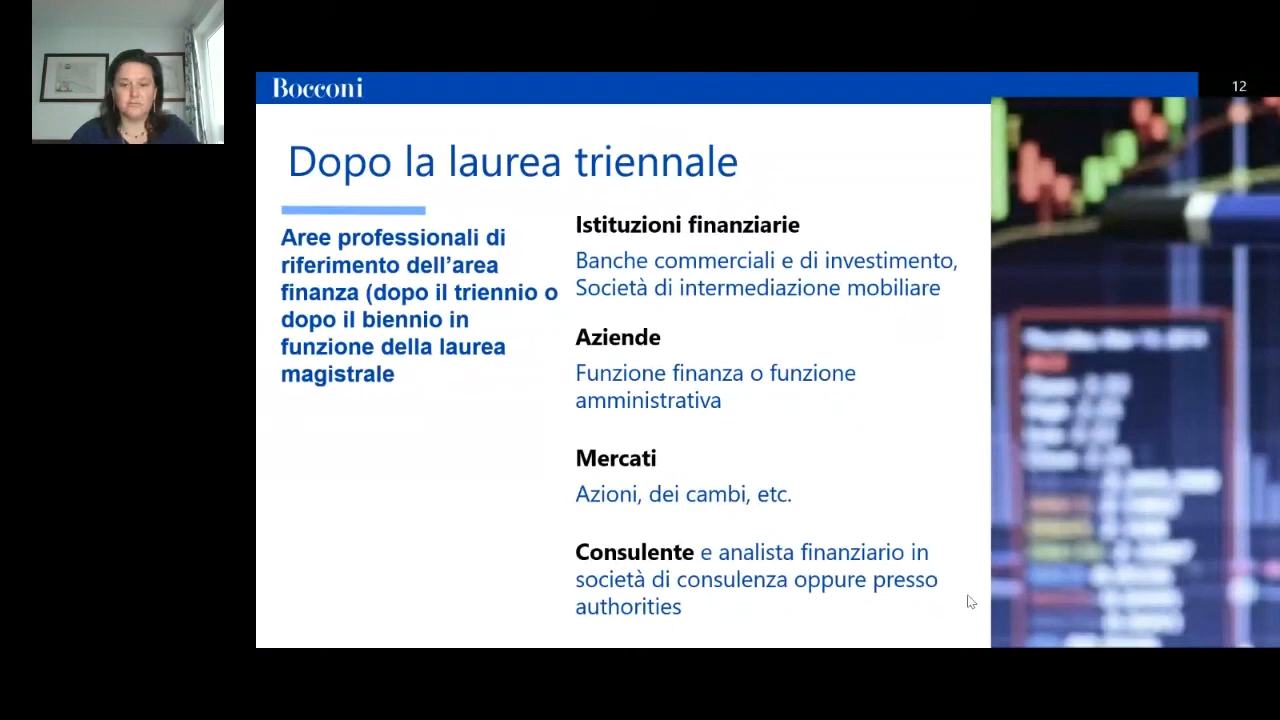 Bocconi
12
Dopo la laurea triennale
Aree professionali di
riferimento dell'area
finanza (dopo il triennio o
dopo il biennio in
funzione della laurea
magistrale
Istituzioni finanziarie
Banche commerciali e di investimento,
Società di intermediazione mobiliare
Aziende
Funzione finanza o funzione
amministrativa
Mercati
Azioni, dei cambi, etc.
Consulente e analista finanziario in
società di consulenza oppure presso
authorities